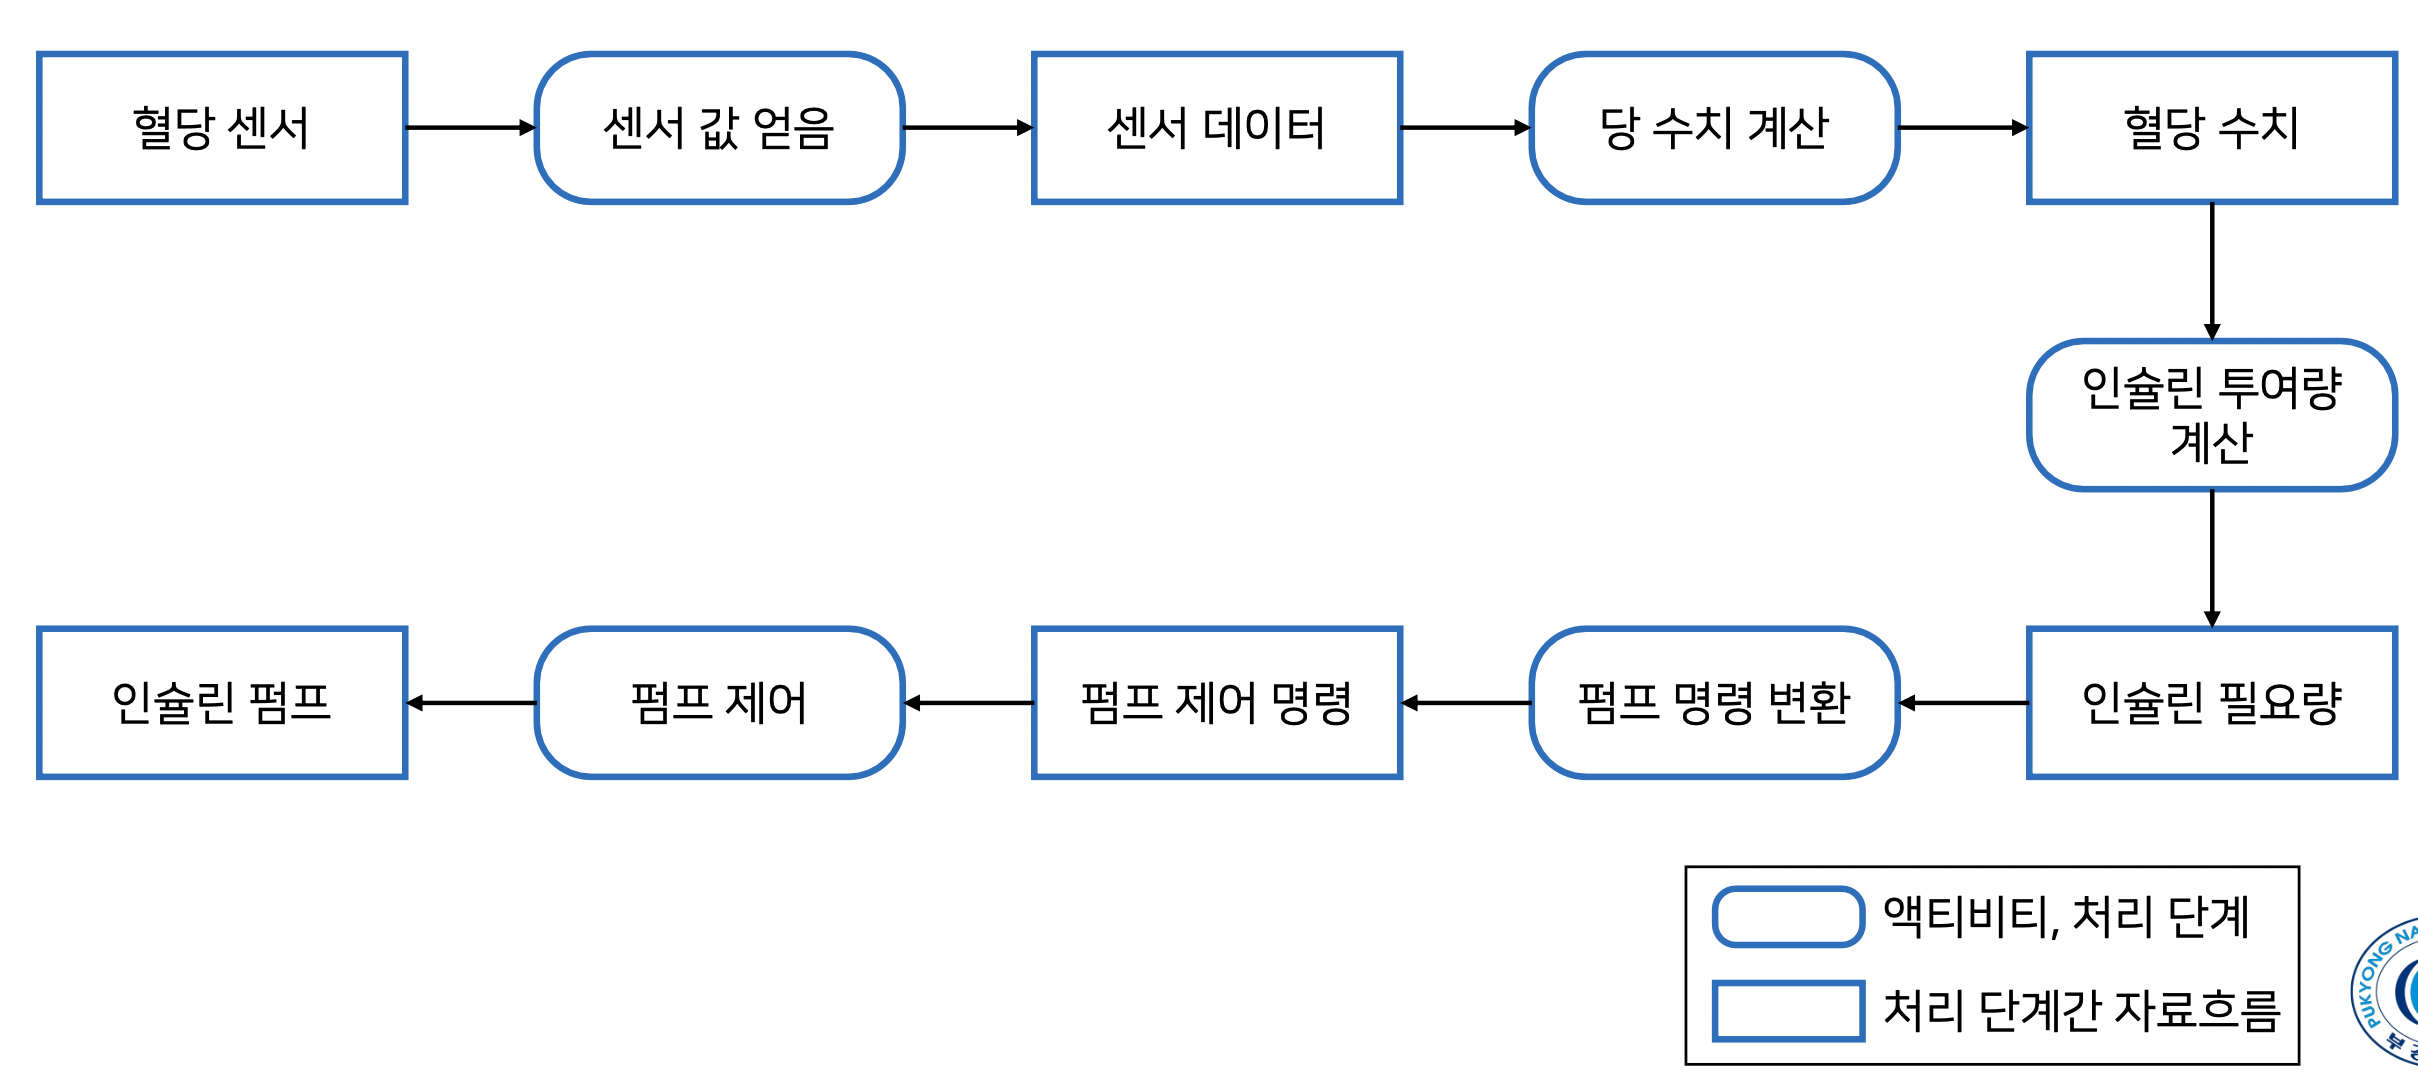 혈당 센서
센서 값 얻음
센서 데이터
당 수치 계산
혈당 수치
인슐린 투여량
계산
인슐린 펌프
펌프 제어
펌프 제어 명령
펌프 명령 변환
인슐린 필요량
액티비티, 처리 단계
처리 단계간 자료흐름
PUKYONG NA
부경